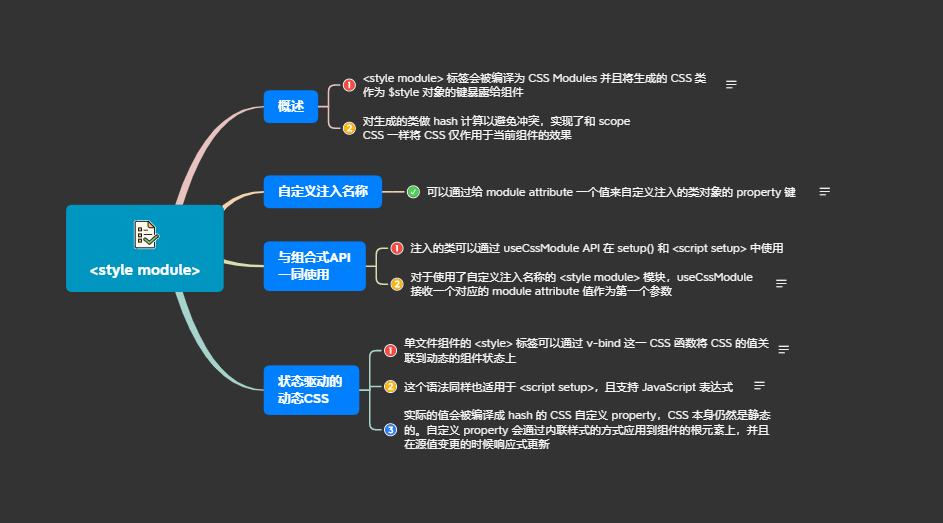 <style module>
概述
1
<style module> 标签会被编译为 CSS Modules 并且将生成的 CSS 类
作为 $style 对象的键暴露给组件
2
对生成的类做 hash 计算以避免冲突，实现了和 scope
CSS 一样将 CSS 仅作用于当前组件的效果
自定义注入名称
可以通过给 module attribute 一个值来自定义注入的类对象的 property 键
与组合式API
一同使用
1
注入的类可以通过 useCssModule API 在 setup() 和 <script setup> 中使用
2
对于使用了自定义注入名称的 <style module> 模块，useCssModule
接收一个对应的 module attribute 值作为第一个参数
状态驱动的
动态CSS
1
单文件组件的 <style> 标签可以通过 v-bind 这一 CSS 函数将 CSS 的值关
联到动态的组件状态上
2
这个语法同样也适用于 <script setup>，且支持 JavaScript 表达式
3
实际的值会被编译成 hash 的 CSS 自定义 property，CSS 本身仍然是静态
的。自定义 property 会通过内联样式的方式应用到组件的根元素上，并且
在源值变更的时候响应式更新